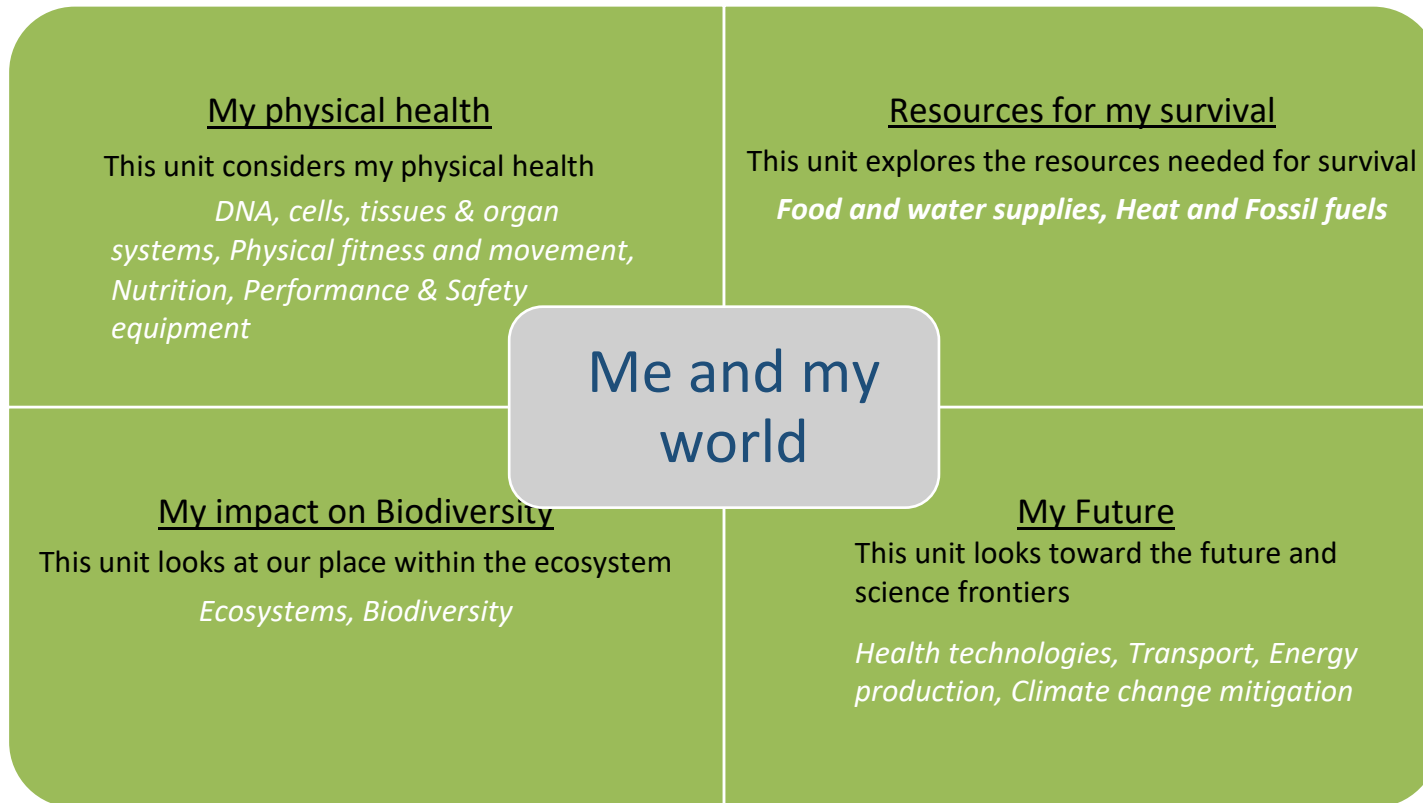 My physical health
This unit considers my physical health
DNA, cells, tissues & organ
systems, Physical fitness and movement,
Nutrition, Performance & Safety
equipment
Resources for my survival
This unit explores the resources needed for survival
Food and water supplies, Heat and Fossil fuels
Me and my
world
My impact on Biodiversity
This unit looks at our place within the ecosystem
Ecosystems, Biodiversity
My Future
This unit looks toward the future and
science frontiers
Health technologies, Transport, Energy
production, Climate change mitigation